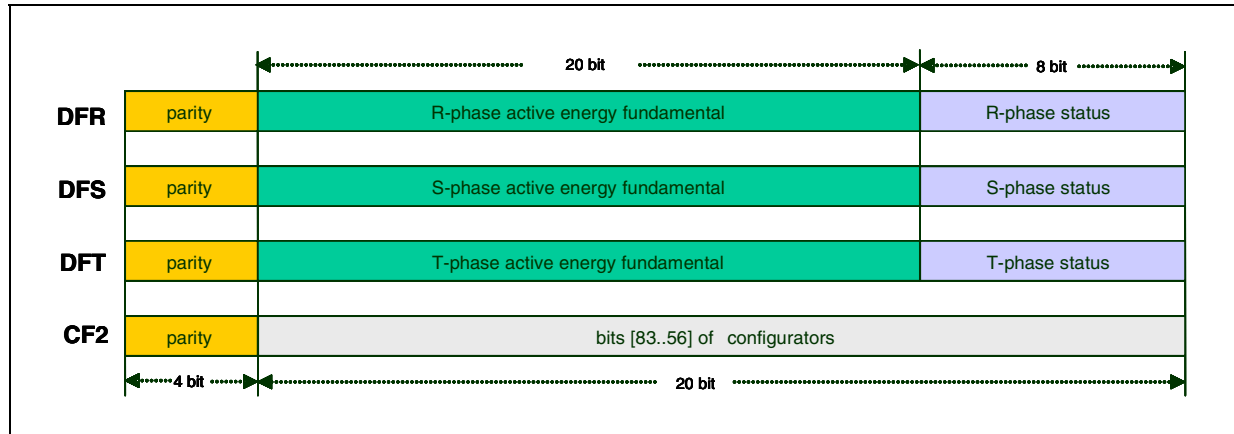 20 bit 8 bit
DFR parity R-phase active energy fundamental R-phase status
DFS parity S-phase active energy fundamental S-phase status
DFT parity T-phase active energy fundamental T-phase status
CF2 parity bits [83..56] of configurators
4 bit 20 bit